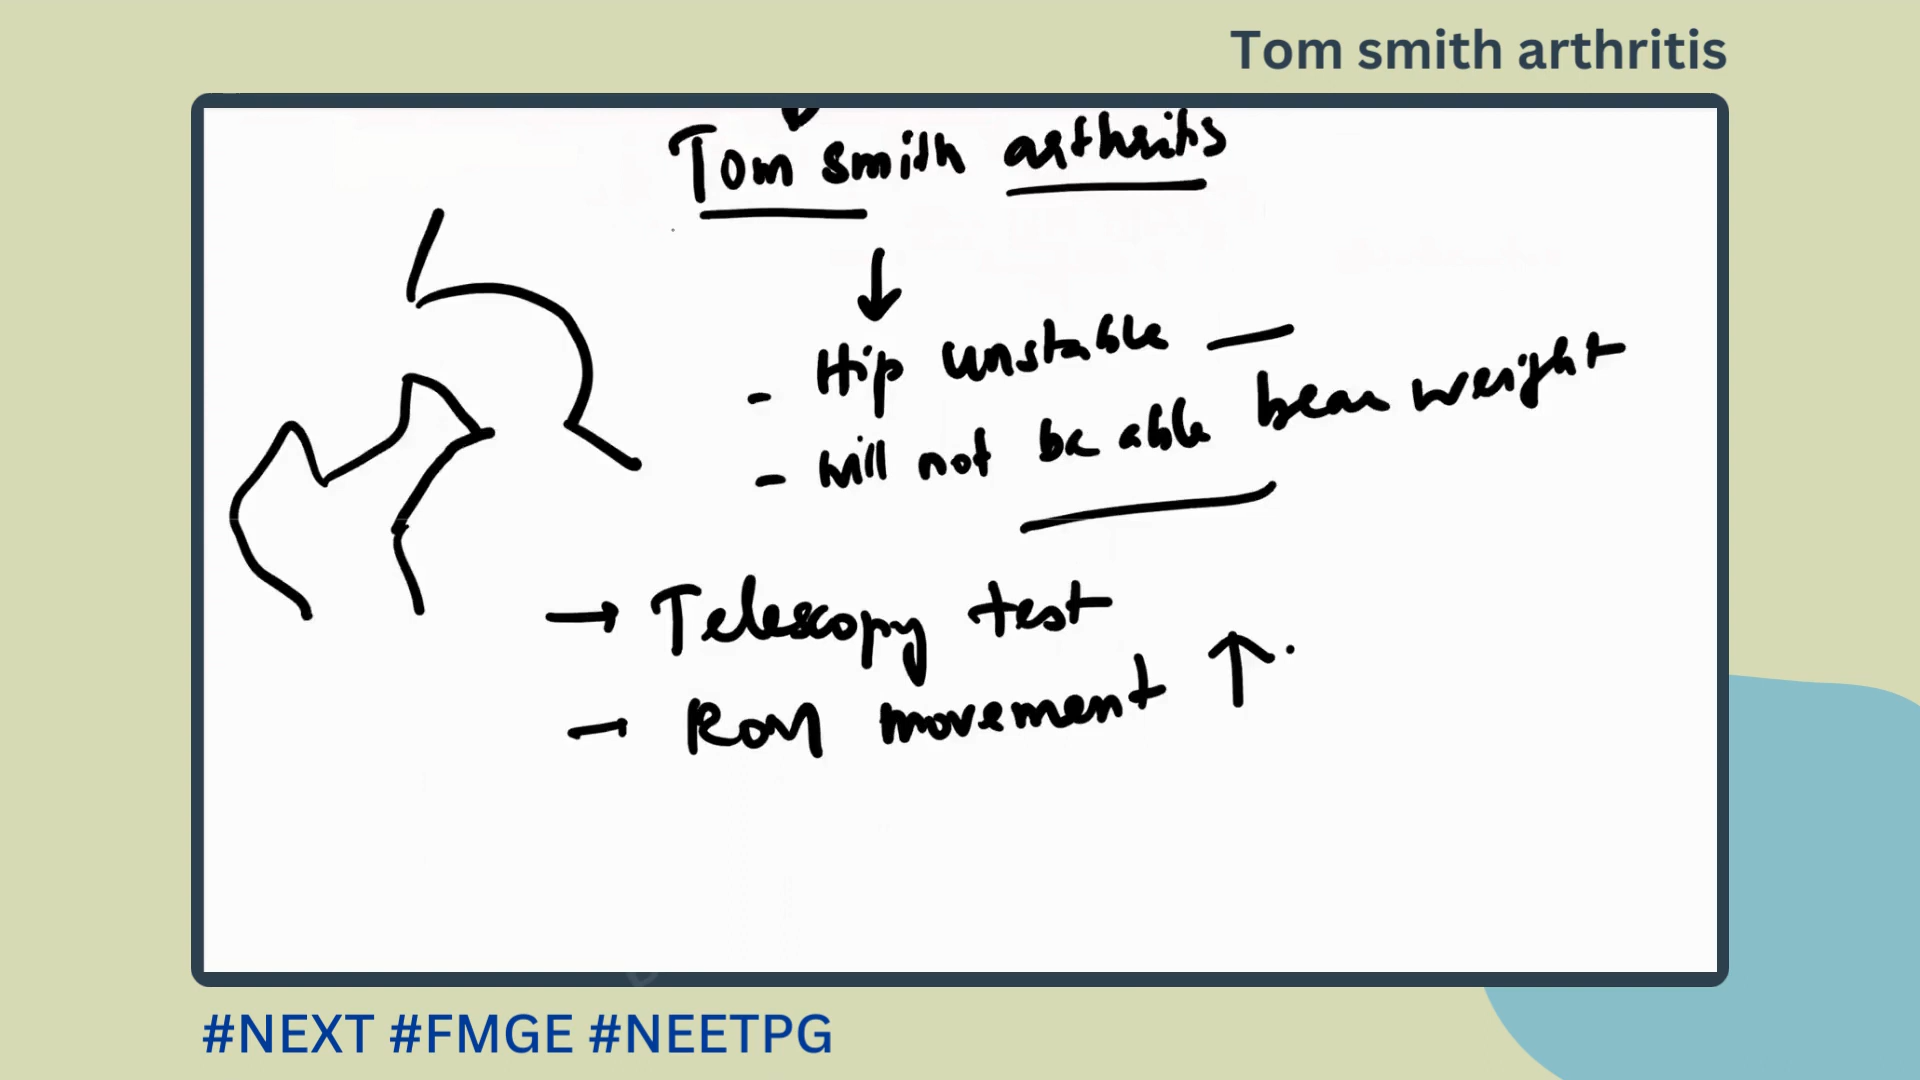 Tom smith arthritis
Tom smith arthritis
- Hip unstable —
- will not be able bear weight
→ Telescopy test
→ ROM movement ↑
#NEXT #FMGE #NEETPG